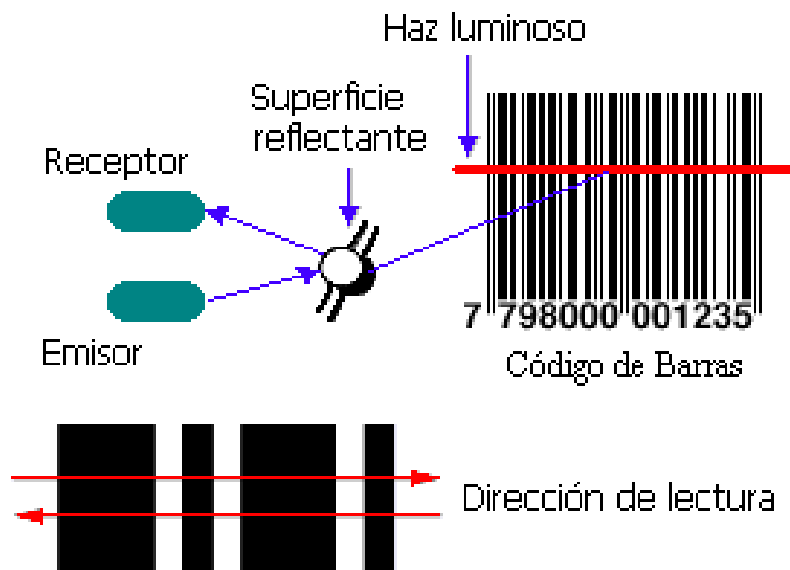 Haz luminoso
Superficie
reflectante
Receptor
Emisor
7 798000 001235
Código de Barras
Dirección de lectura